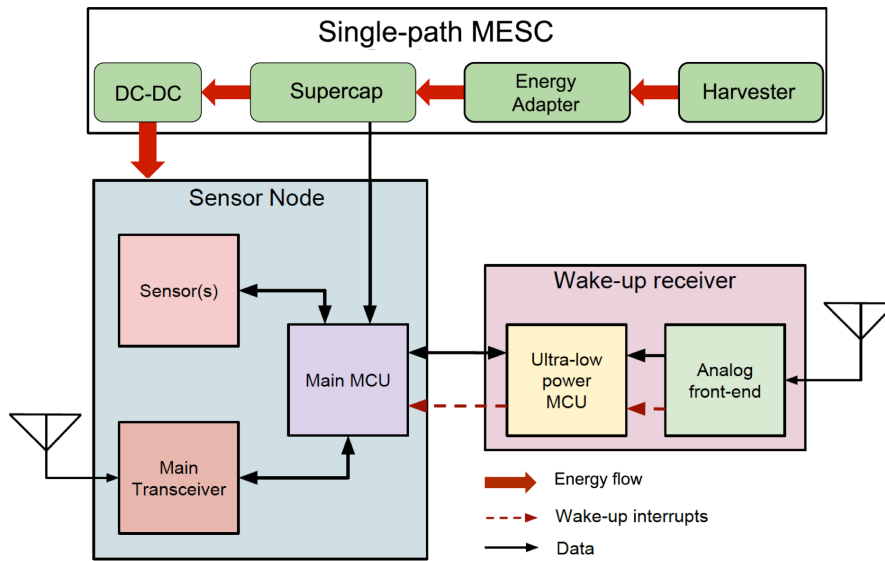 Single-path MESC
DC-DC
Supercap
Energy
Adapter
Harvester
Sensor Node
Sensor(s)
Main MCU
Main
Transceiver
Wake-up receiver
Ultra-low
power
MCU
Analog
front-end
Energy flow
Wake-up interrupts
Data